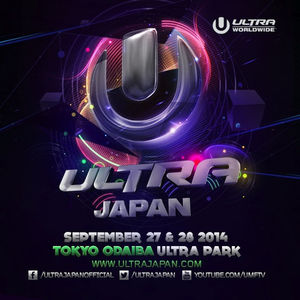 ULTRA
WORLDWIDE
ULTRA
JAPAN
SEPTEMBER 27 & 28 2014
TOKYO ODAIBA ULTRA PARK
WWW.ULTRAJAPAN.COM
f /ULTRAJAPANOFFICIAL /ULTRAJAPAN YOUTUBE.COM/UMFTV